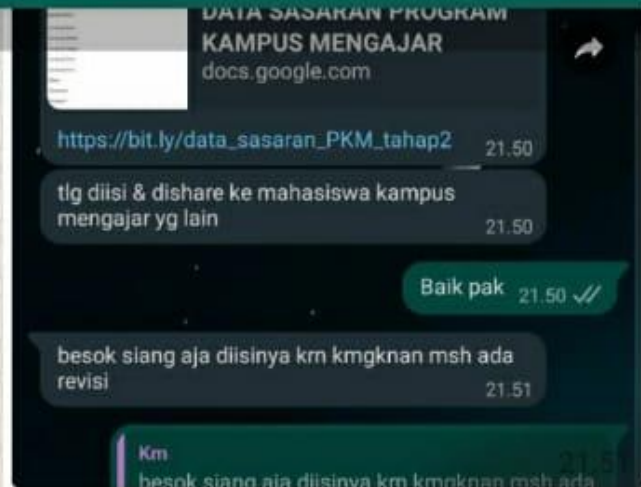 DATA SASARAN PROGRAM
KAMPUS MENGAJAR
docs.google.com
https://bit.ly/data_sasaran_PKM_tahap2
21.50
tlg diisi & dishare ke mahasiswa kampus
mengajar yg lain
21.50
Baik pak 21.50
besok siang aja diisinya krn kmgknan msh ada
revisi
21.51
Km
besok siang aja diisinya krn kmgknan msh ada
21.51